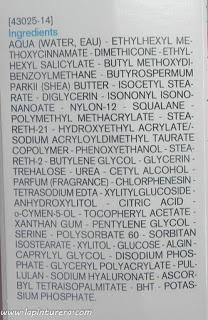 [43025-14]
Ingredients
AQUA (WATER, EAU) - ETHYLHEXYL ME-
THOXYCINNAMATE - DIMETHICONE - ETHYL-
HEXYL SALICYLATE - BUTYL METHOXYDI-
BENZOYLMETHANE - BUTYROSPERMUM
PARKII (SHEA) BUTTER - ISOCETYL STEA-
RATE - DIGLYCERIN - ISONONYL ISONO-
NANOATE - NYLON-12 - SQUALANE -
POLYMETHYL METHACRYLATE - STEA-
RETH-21 - HYDROXYETHYL ACRYLATE/
SODIUM ACRYLOYLDIMETHYL TAURATE
COPOLYMER - PHENOXYETHANOL - STEA-
RETH-2 - BUTYLENE GLYCOL - GLYCERIN -
TREHALOSE - UREA - CETYL ALCOHOL -
PARFUM (FRAGRANCE) - CHLORPHENESIN -
TETRASODIUM EDTA - XYLITYLGLUCOSIDE -
ANHYDROXYLITOL - CITRIC ACID -
o-CYMEN-5-OL - TOCOPHERYL ACETATE -
XANTHAN GUM - PENTYLENE GLYCOL -
SERINE - POLYSORBATE 60 - SORBITAN
ISOSTEARATE - XYLITOL - GLUCOSE - ALGIN -
CAPRYLYL GLYCOL - DISODIUM PHOS-
PHATE - GLYCERYL POLYACRYLATE - PUL-
LULAN - SODIUM HYALURONATE - ASCOR-
BYL TETRAISOPALMITATE - BHT - POTAS-
SIUM PHOSPHATE.
www.lapinturera.com